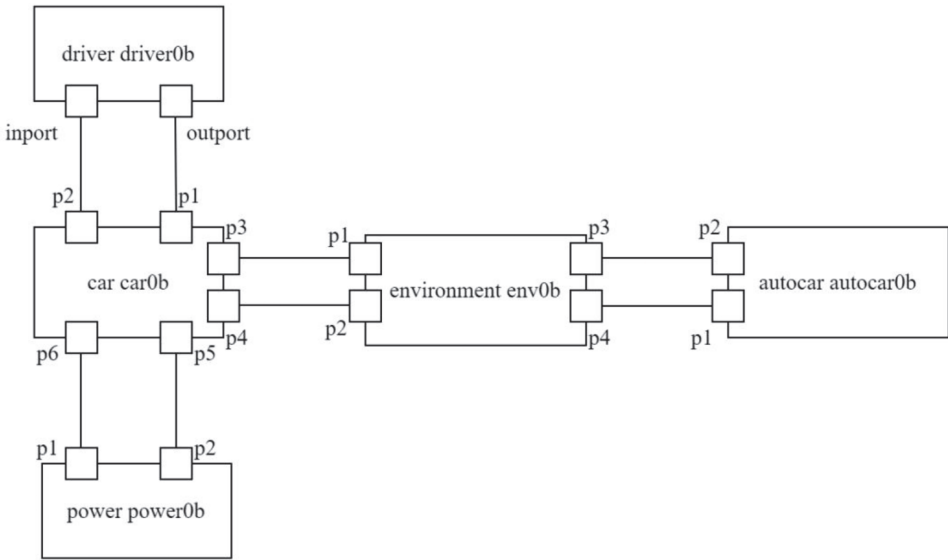 driver driver0b
inport outport
p2 p1
p3 p1 p3 p2
car car0b environment env0b autocar autocar0b
p6 p5 p4 p2 p4 p1
p1 p2
power power0b